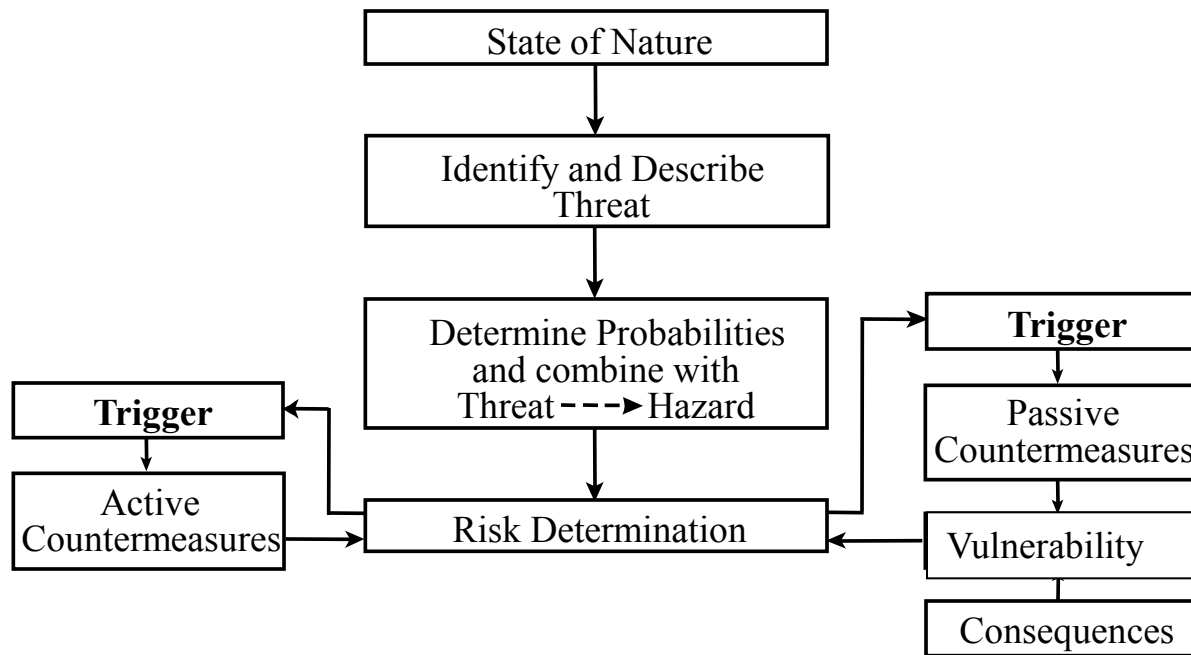 State of Nature
Identify and Describe
Threat
Determine Probabilities
and combine with
Threat Hazard
Trigger
Active
Countermeasures
Risk Determination
Trigger
Passive
Countermeasures
Vulnerability
Consequences